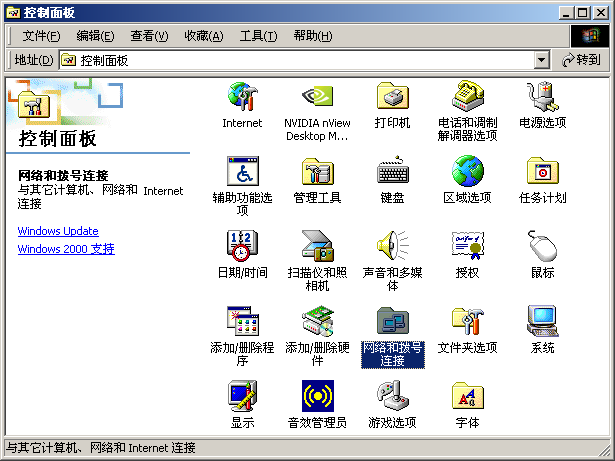 控制面板
文件(F) 编辑(E) 查看(V) 收藏(A) 工具(T) 帮助(H)
地址(D) 控制面板 转到
控制面板
网络和拨号连接
与其它计算机、网络和 Internet
连接
Windows Update
Windows 2000 支持
Internet
NVIDIA nView
Desktop M...
打印机
电话和调制
解调器选项
电源选项
辅助功能选
项
管理工具
键盘
区域选项
任务计划
日期/时间
扫描仪和照
相机
声音和多媒
体
授权
鼠标
添加/删除程
序
添加/删除硬
件
网络和拨号
连接
文件夹选项
系统
显示
音效管理员
游戏选项
字体
与其它计算机、网络和 Internet 连接